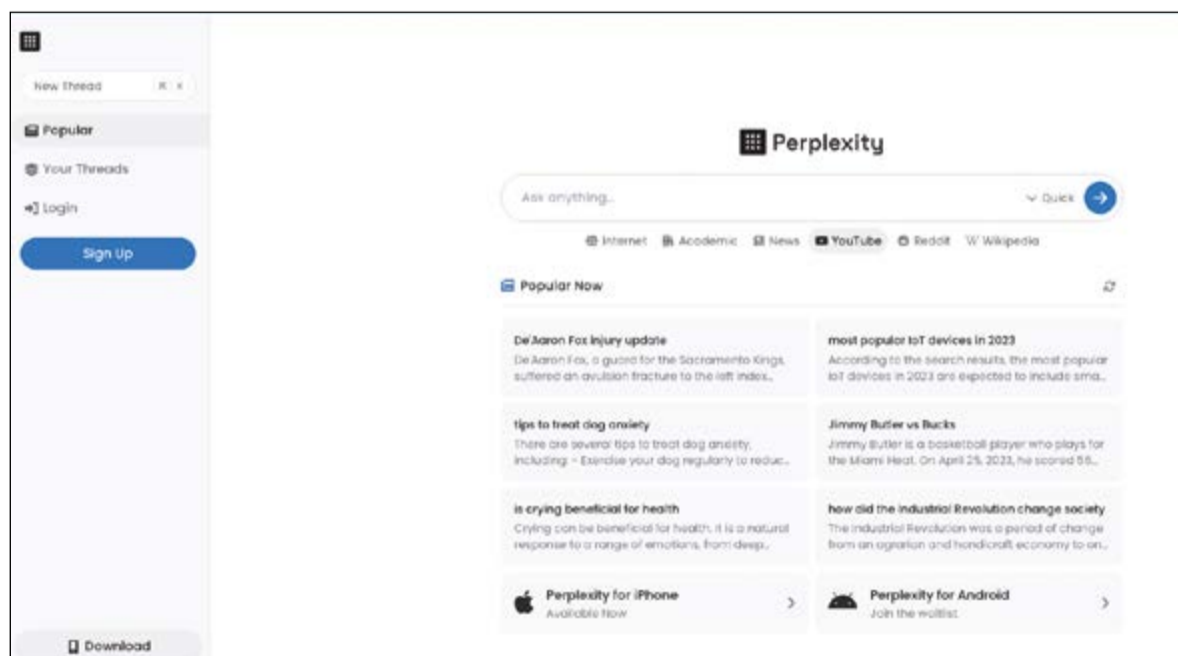 New Thread ⌘ K
Popular
Your Threads
Login
Sign Up
Download
Perplexity
Ask anything...
Quick
Internet Academic News YouTube Reddit Wikipedia
Popular Now
De'Aaron Fox injury update
De'Aaron Fox, a guard for the Sacramento Kings,
suffered an avulsion fracture to the left index...
most popular IoT devices in 2023
According to the search results, the most popular
IoT devices in 2023 are expected to include sma...
tips to treat dog anxiety
There are several tips to treat dog anxiety,
including: - Exercise your dog regularly to reduc...
Jimmy Butler vs Bucks
Jimmy Butler is a basketball player who plays for
the Miami Heat. On April 25, 2023, he scored 56...
is crying beneficial for health
Crying can be beneficial for health. It is a natural
response to a range of emotions, from deep...
how did the Industrial Revolution change society
The Industrial Revolution was a period of change
from an agrarian and handicraft economy to on...
Perplexity for iPhone
Available Now
Perplexity for Android
Join the waitlist